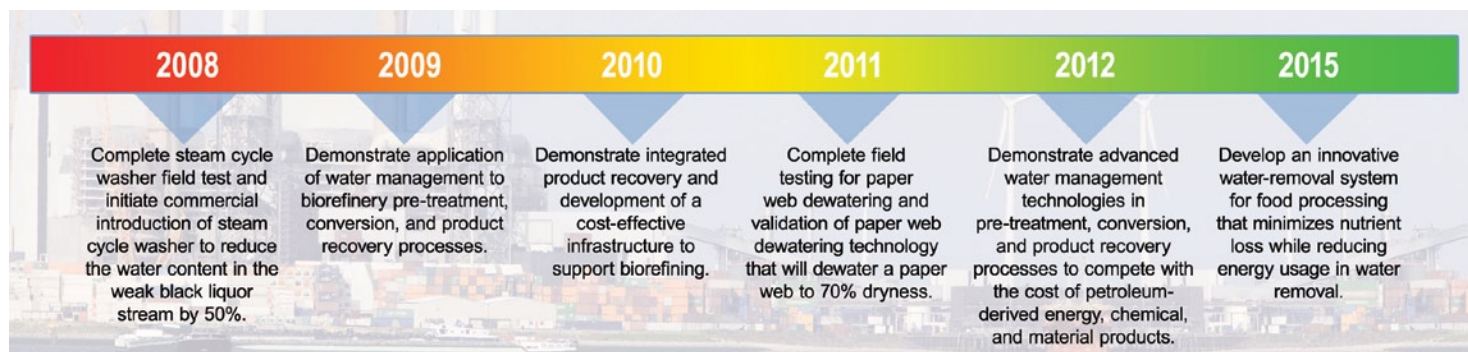 2008
Complete steam cycle
washer field test and
initiate commercial
introduction of steam
cycle washer to reduce
the water content in the
weak black liquor
stream by 50%.
2009
Demonstrate application
of water management to
biorefinery pre-treatment,
conversion, and product
recovery processes.
2010
Demonstrate integrated
product recovery and
development of a
cost-effective
infrastructure to
support biorefining.
2011
Complete field
testing for paper
web dewatering and
validation of paper web
dewatering technology
that will dewater a paper
web to 70% dryness.
2012
Demonstrate advanced
water management
technologies in
pre-treatment, conversion,
and product recovery
processes to compete with
the cost of petroleum-
derived energy, chemical,
and material products.
2015
Develop an innovative
water-removal system
for food processing
that minimizes nutrient
loss while reducing
energy usage in water
removal.